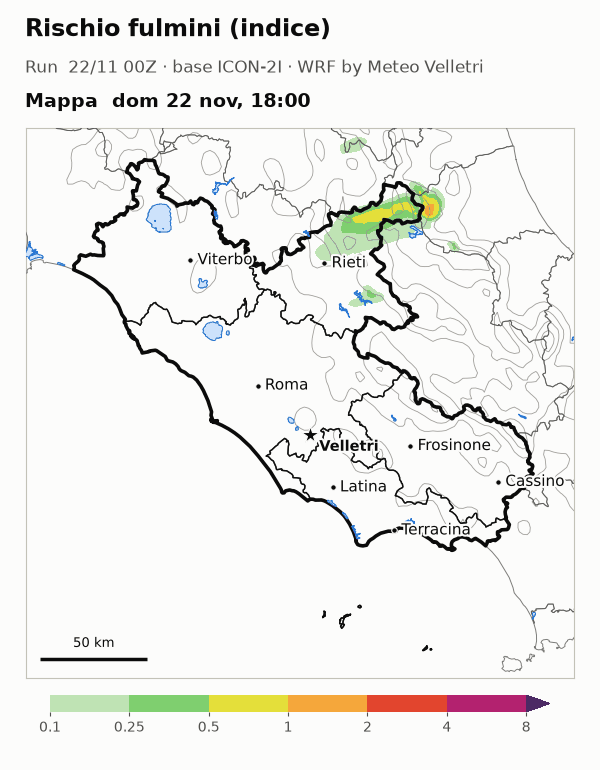 Rischio fulmini (indice)
Run  22/11 00Z · base ICON-2I · WRF by Meteo Velletri
Mappa  dom 22 nov, 18:00
Viterbo
Rieti
Roma
Velletri
Frosinone
Latina
Cassino
Terracina
50 km
0.1 0.25 0.5 1 2 4 8